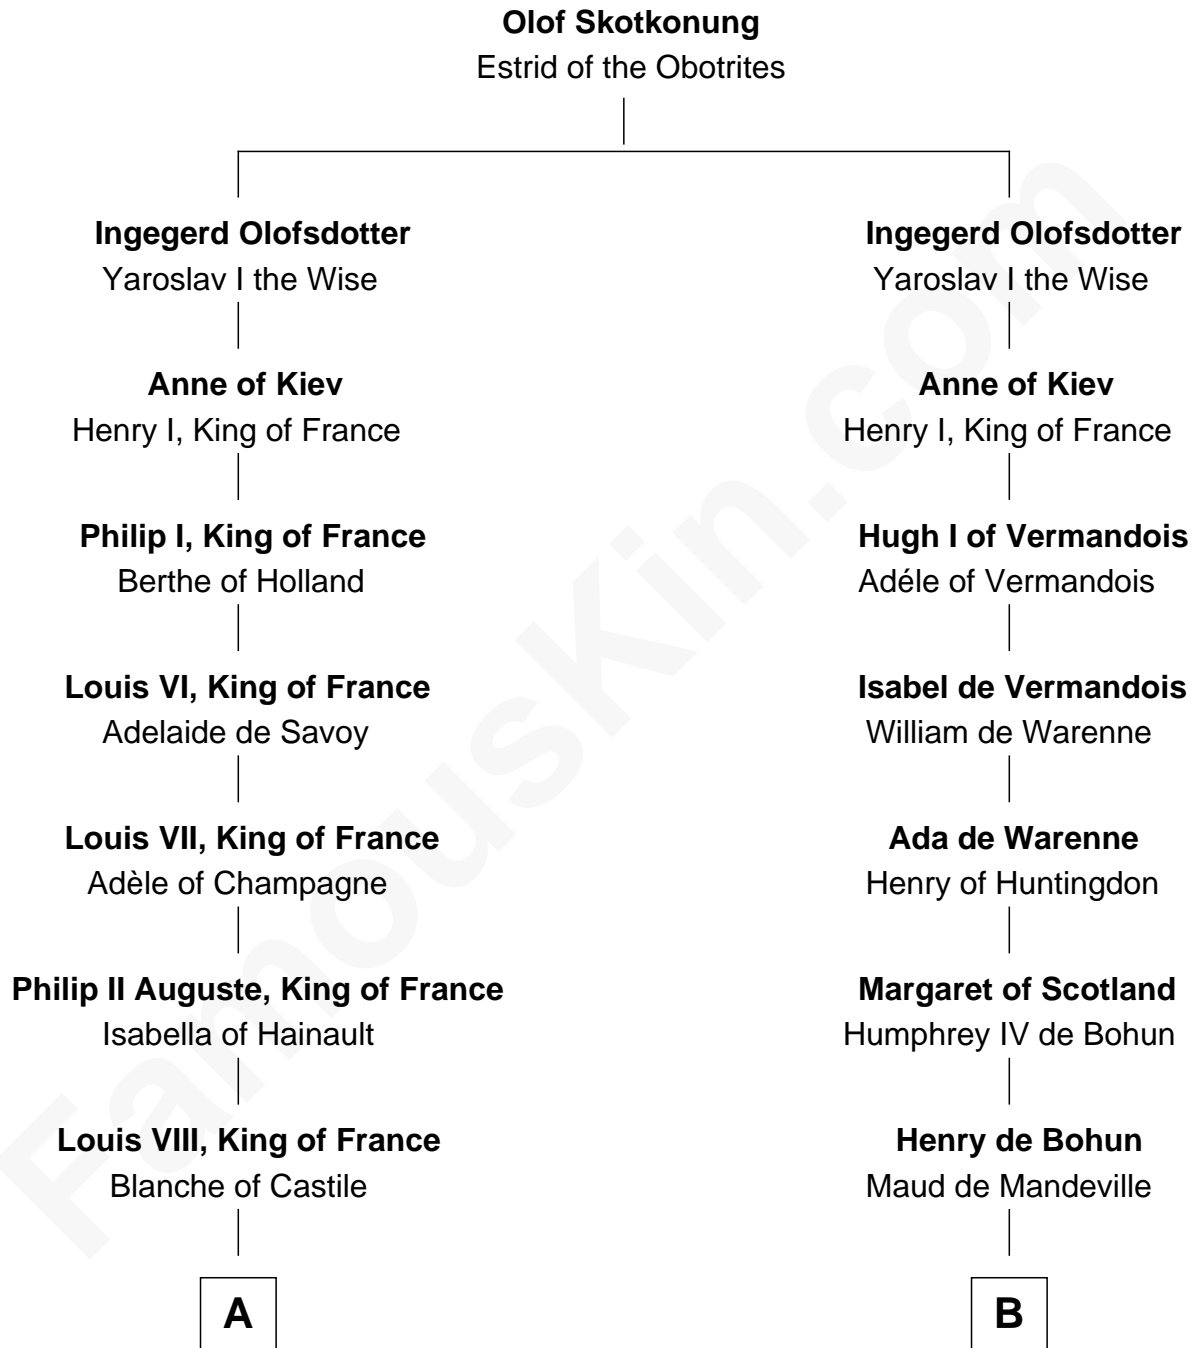 Olof Skotkonung
Estrid of the Obotrites
Ingegerd Olofsdotter
Yaroslav I the Wise
Ingegerd Olofsdotter
Yaroslav I the Wise
Anne of Kiev
Henry I, King of France
Anne of Kiev
Henry I, King of France
Philip I, King of France
Berthe of Holland
Hugh I of Vermandois
Adéle of Vermandois
Louis VI, King of France
Adelaide de Savoy
Isabel de Vermandois
William de Warenne
Louis VII, King of France
Adèle of Champagne
Ada de Warenne
Henry of Huntingdon
Philip II Auguste, King of France
Isabella of Hainault
Margaret of Scotland
Humphrey IV de Bohun
Louis VIII, King of France
Blanche of Castile
Henry de Bohun
Maud de Mandeville
A
B
FamousKin.com